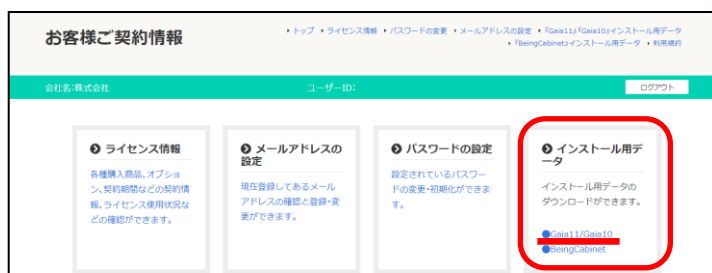 お客様ご契約情報
・トップ ・ライセンス情報 ・パスワードの変更 ・メールアドレスの設定 ・『Gaia11』『Gaia10』インストール用データ
・『BeingCabinet』インストール用データ ・利用規約
会社名:株式会社 ユーザーID: ログアウト
ライセンス情報
各種購入商品、オプショ
ン、契約期間などの契約情
報、ライセンス使用状況な
どの確認ができます。
メールアドレスの
設定
現在登録してあるメール
アドレスの確認と登録・変
更ができます。
パスワードの設定
設定されているパスワー
ドの変更・初期化ができま
す。
インストール用デ
ータ
インストール用データの
ダウンロードができます。
●Gaia11/Gaia10
●BeingCabinet